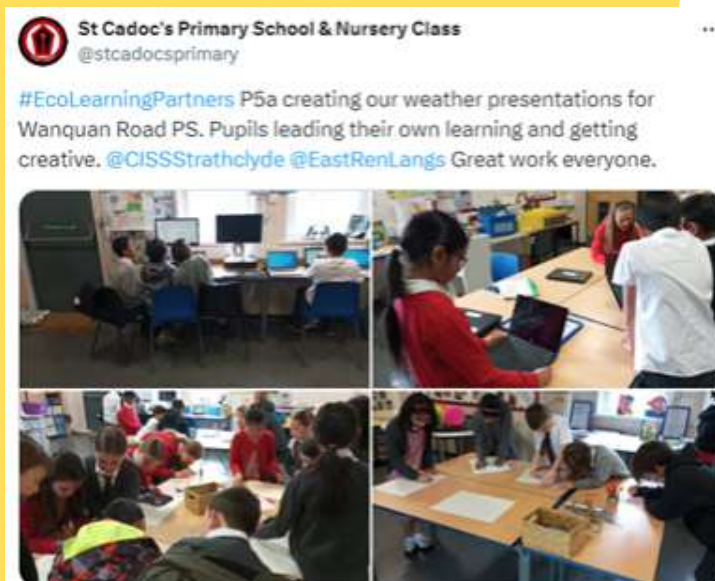 St Cadoc's Primary School & Nursery Class
@stcadocsprimary
#EcoLearningPartners P5a creating our weather presentations for
Wanquan Road PS. Pupils leading their own learning and getting
creative. @CISSStrathclyde @EastRenLangs Great work everyone.